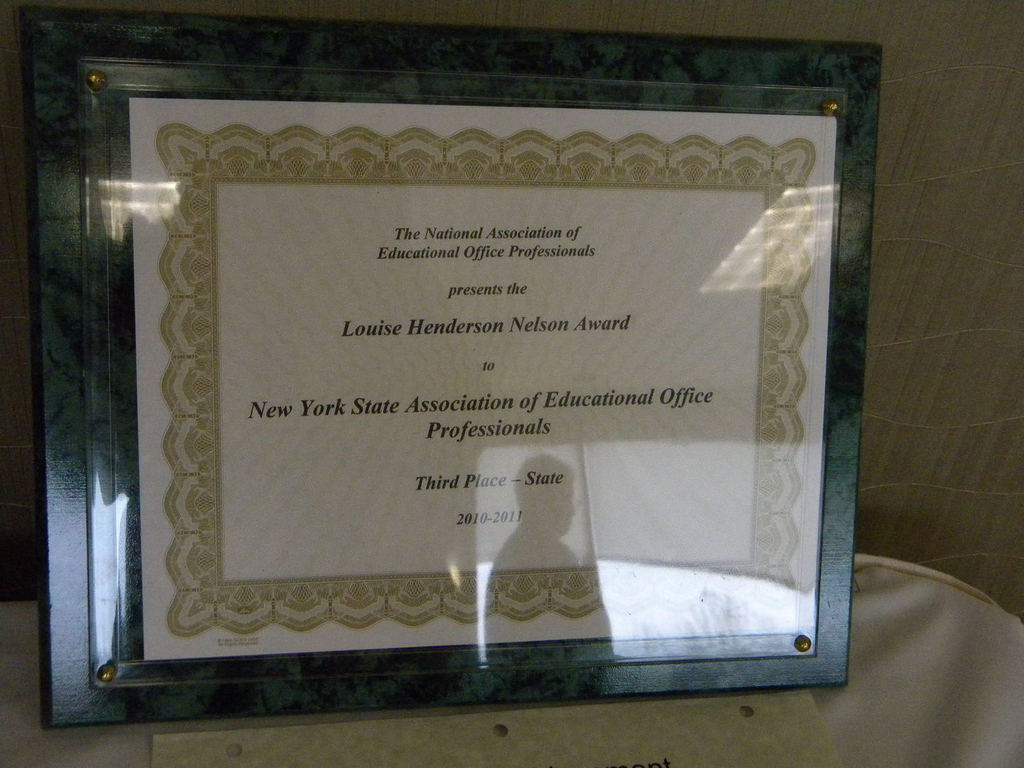 The National Association of
Educational Office Professionals
presents the
Louise Henderson Nelson Award
to
New York State Association of Educational Office
Professionals
Third Place – State
2010-2011